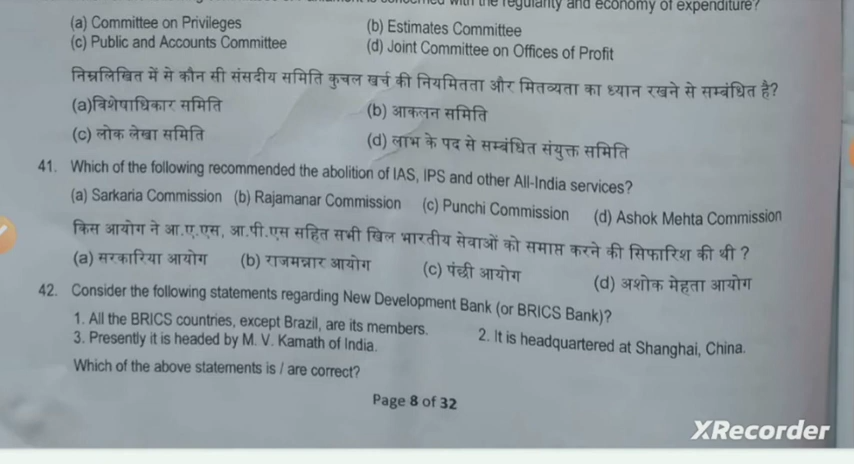 with the regularity and economy of expenditure?
(a) Committee on Privileges (b) Estimates Committee
(c) Public and Accounts Committee (d) Joint Committee on Offices of Profit
निम्नलिखित में से कौन सी संसदीय समिति कुचल खर्च की नियमितता और मितव्यता का ध्यान रखने से सम्बंधित है?
(a)विशेषाधिकार समिति (b) आकलन समिति
(c) लोक लेखा समिति (d) लाभ के पद से सम्बंधित संयुक्त समिति
41. Which of the following recommended the abolition of IAS, IPS and other All-India services?
(a) Sarkaria Commission (b) Rajamanar Commission (c) Punchi Commission (d) Ashok Mehta Commission
किस आयोग ने आ.ए.एस, आ.पी.एस सहित सभी खिल भारतीय सेवाओं को समाप्त करने की सिफारिश की थी ?
(a) सरकारिया आयोग (b) राजमन्नार आयोग (c) पंछी आयोग (d) अशोक मेहता आयोग
42. Consider the following statements regarding New Development Bank (or BRICS Bank)?
1. All the BRICS countries, except Brazil, are its members. 2. It is headquartered at Shanghai, China.
3. Presently it is headed by M. V. Kamath of India.
Which of the above statements is / are correct?
Page 8 of 32
XRecorder